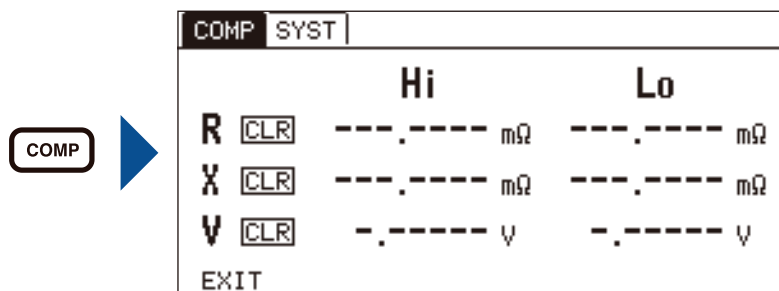 COMP
COMP SYST
Hi Lo
R CLR ---.---- mΩ ---.---- mΩ
X CLR ---.---- mΩ ---.---- mΩ
V CLR -.----- V -.----- V
EXIT